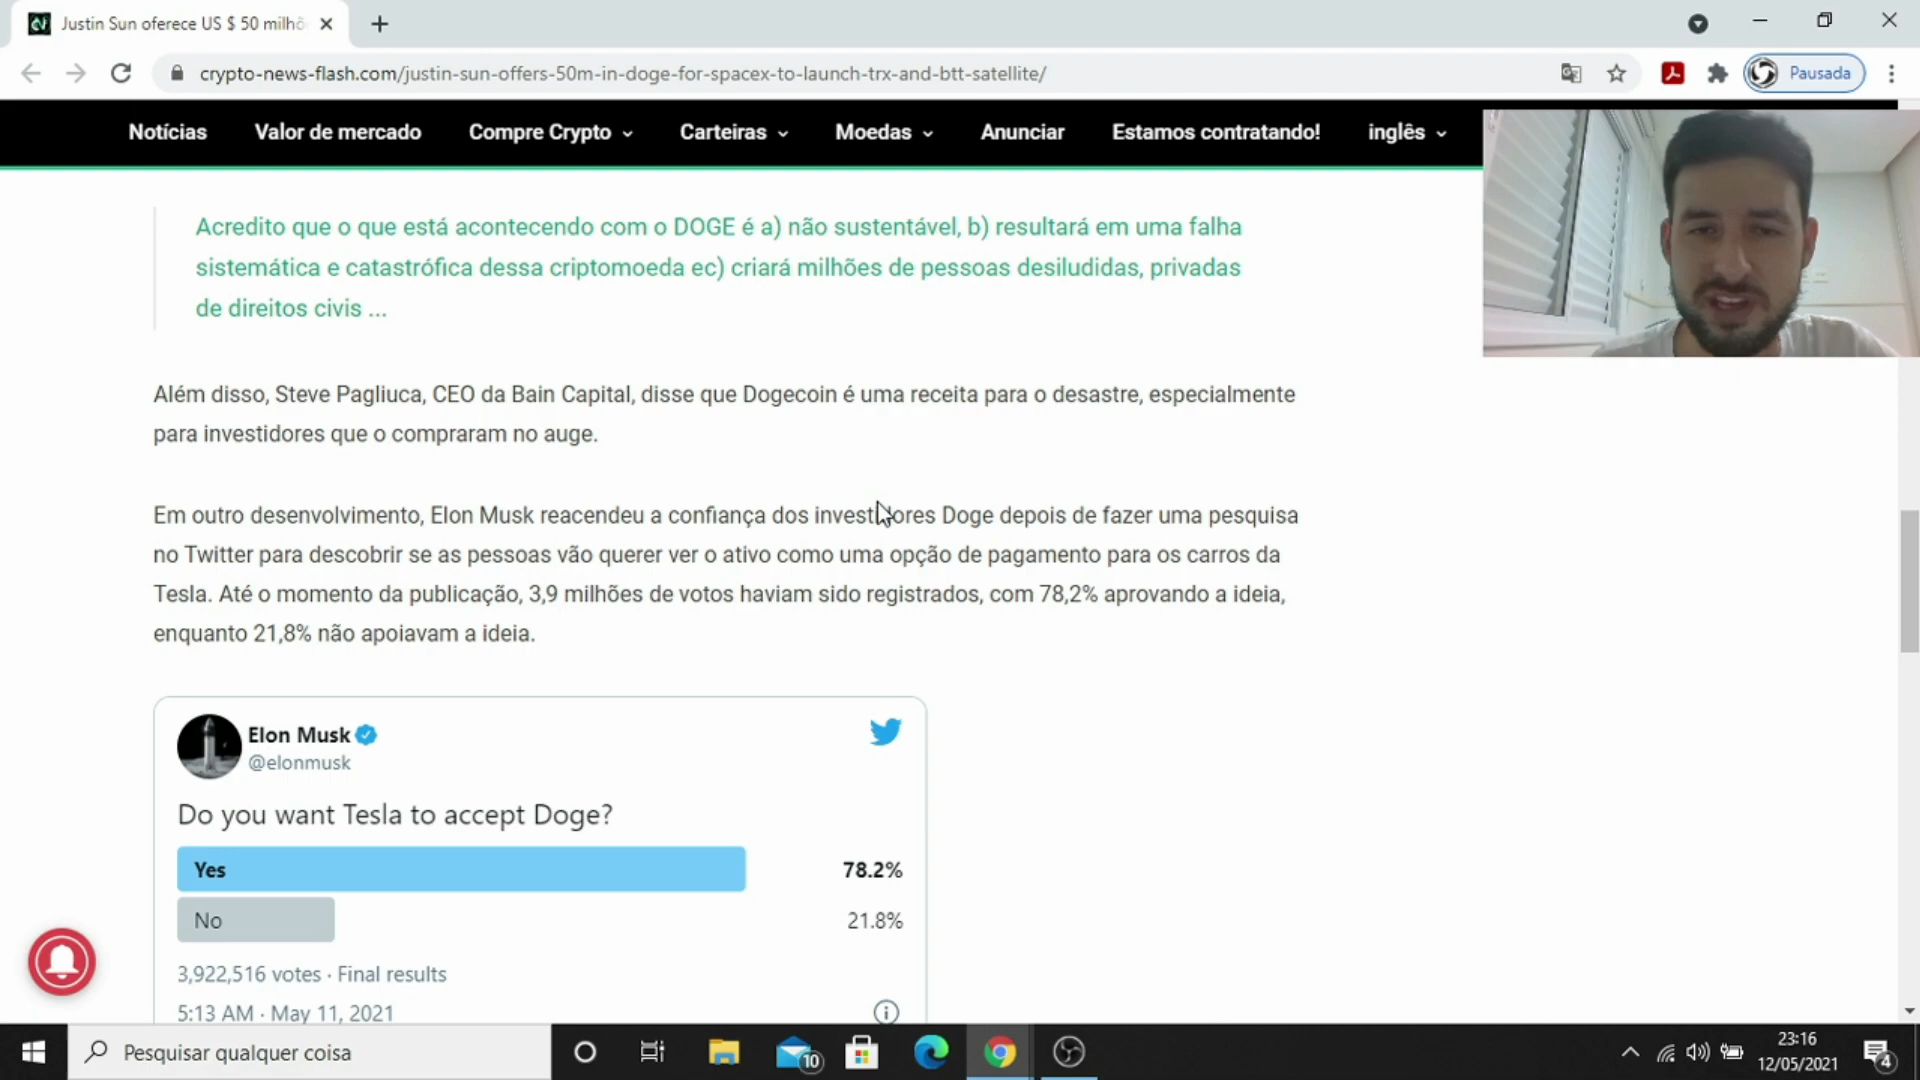 Justin Sun oferece US $ 50 milhõ
crypto-news-flash.com/justin-sun-offers-50m-in-doge-for-spacex-to-launch-trx-and-btt-satellite/
Pausada
Notícias Valor de mercado Compre Crypto Carteiras Moedas Anunciar Estamos contratando! inglês
Acredito que o que está acontecendo com o DOGE é a) não sustentável, b) resultará em uma falha
sistemática e catastrófica dessa criptomoeda ec) criará milhões de pessoas desiludidas, privadas
de direitos civis ...
Além disso, Steve Pagliuca, CEO da Bain Capital, disse que Dogecoin é uma receita para o desastre, especialmente
para investidores que o compraram no auge.
Em outro desenvolvimento, Elon Musk reacendeu a confiança dos investidores Doge depois de fazer uma pesquisa
no Twitter para descobrir se as pessoas vão querer ver o ativo como uma opção de pagamento para os carros da
Tesla. Até o momento da publicação, 3,9 milhões de votos haviam sido registrados, com 78,2% aprovando a ideia,
enquanto 21,8% não apoiavam a ideia.
Elon Musk
@elonmusk
Do you want Tesla to accept Doge?
Yes 78.2%
No 21.8%
3,922,516 votes · Final results
5:13 AM · May 11, 2021
Pesquisar qualquer coisa
10
23:16
12/05/2021
4